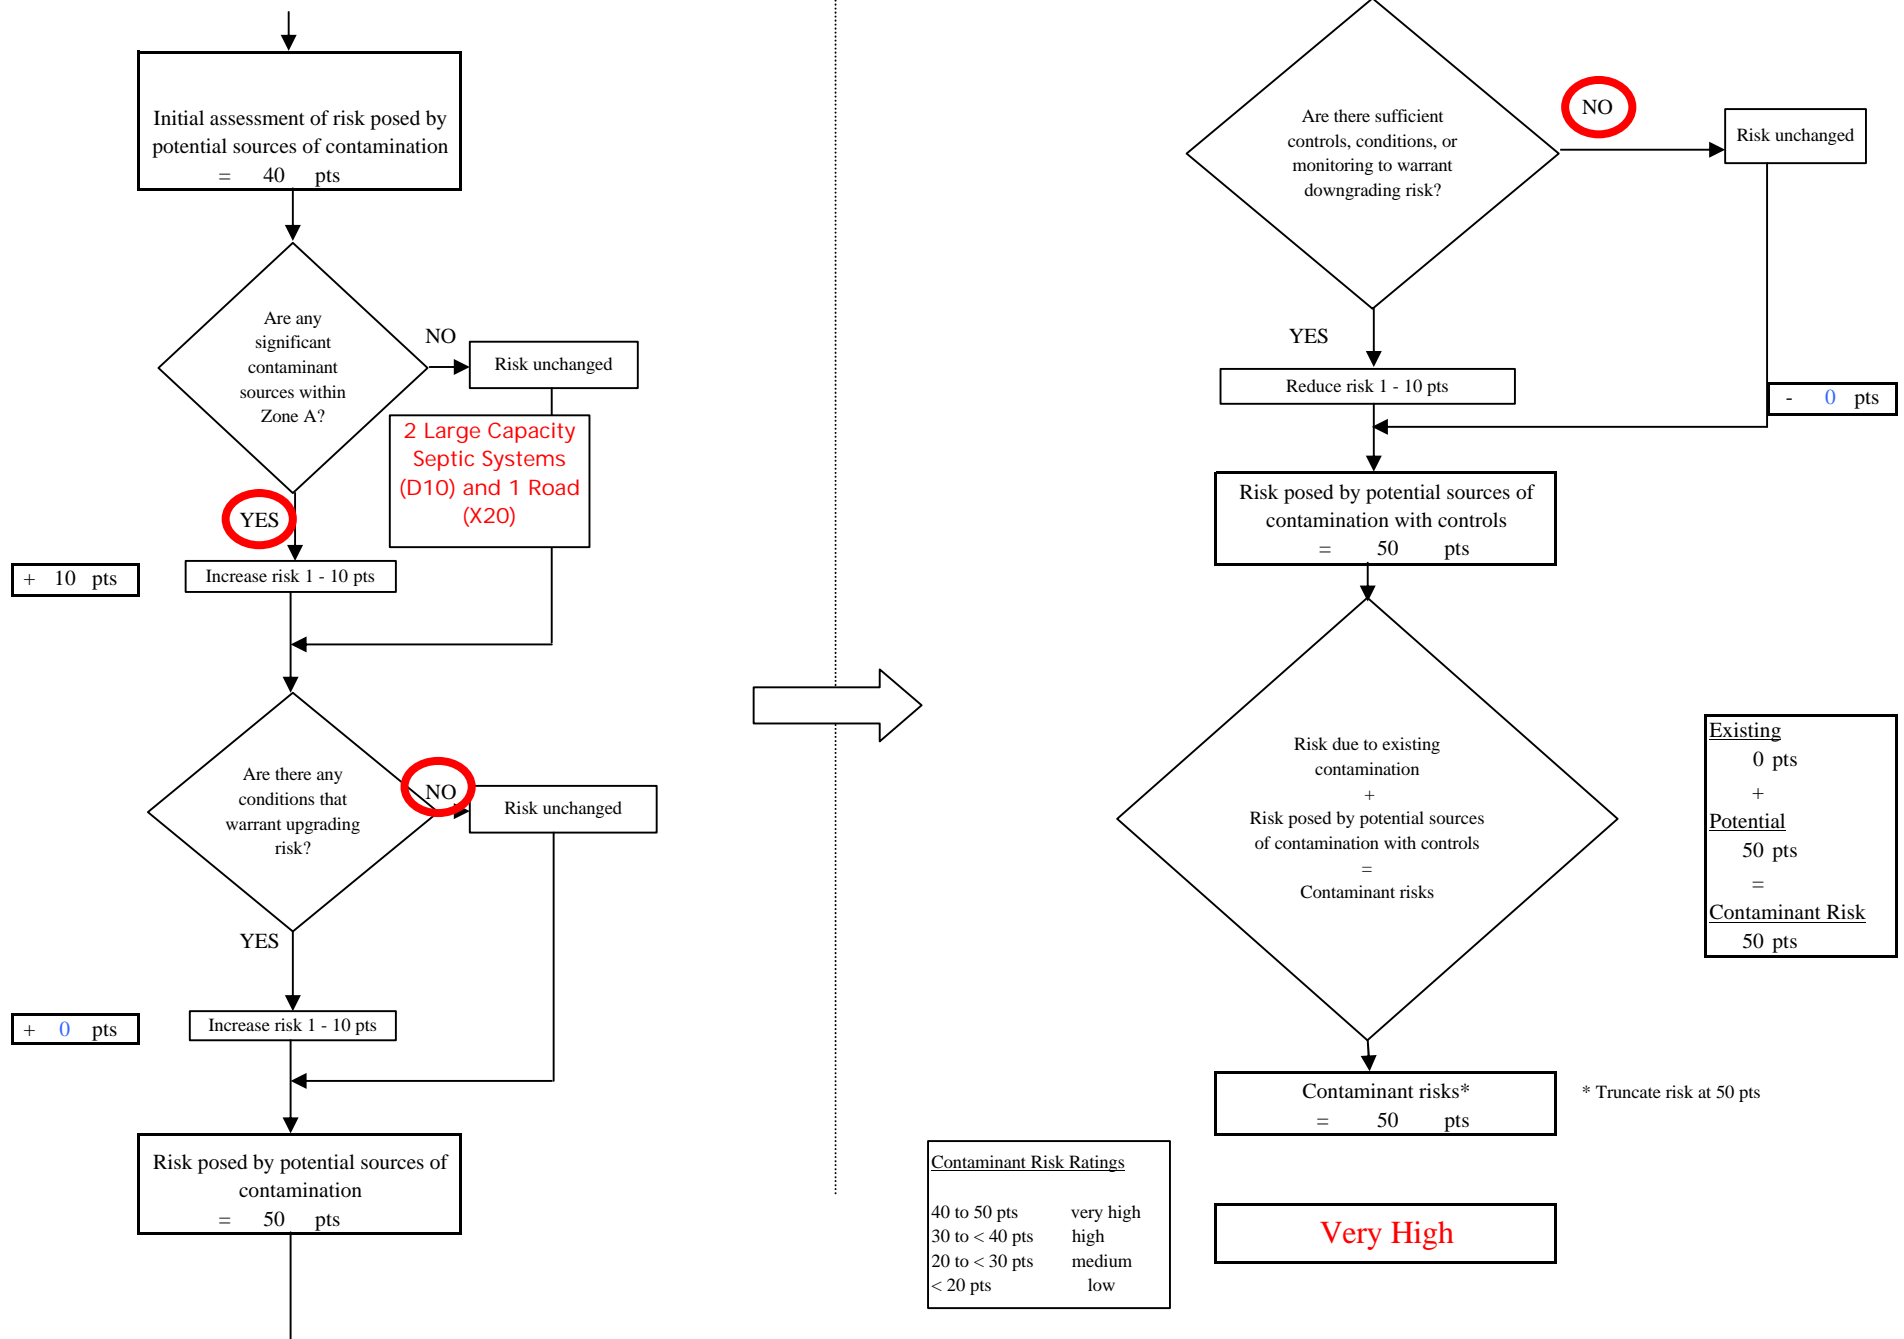 Initial assessment of risk posed by
potential sources of contamination
= 40 pts
Are any
significant
contaminant
sources within
Zone A?
NO
Risk unchanged
2 Large Capacity
Septic Systems
(D10) and 1 Road
(X20)
YES
+ 10 pts
Increase risk 1 - 10 pts
Are there any
conditions that
warrant upgrading
risk?
NO
Risk unchanged
YES
+ 0 pts
Increase risk 1 - 10 pts
Risk posed by potential sources of
contamination
= 50 pts
Are there sufficient
controls, conditions, or
monitoring to warrant
downgrading risk?
NO
Risk unchanged
YES
Reduce risk 1 - 10 pts
- 0 pts
Risk posed by potential sources of
contamination with controls
= 50 pts
Risk due to existing
contamination
+
Risk posed by potential sources
of contamination with controls
=
Contaminant risks
Existing
0 pts
+
Potential
50 pts
=
Contaminant Risk
50 pts
Contaminant risks*
= 50 pts
* Truncate risk at 50 pts
Contaminant Risk Ratings
40 to 50 pts very high
30 to < 40 pts high
20 to < 30 pts medium
< 20 pts low
Very High